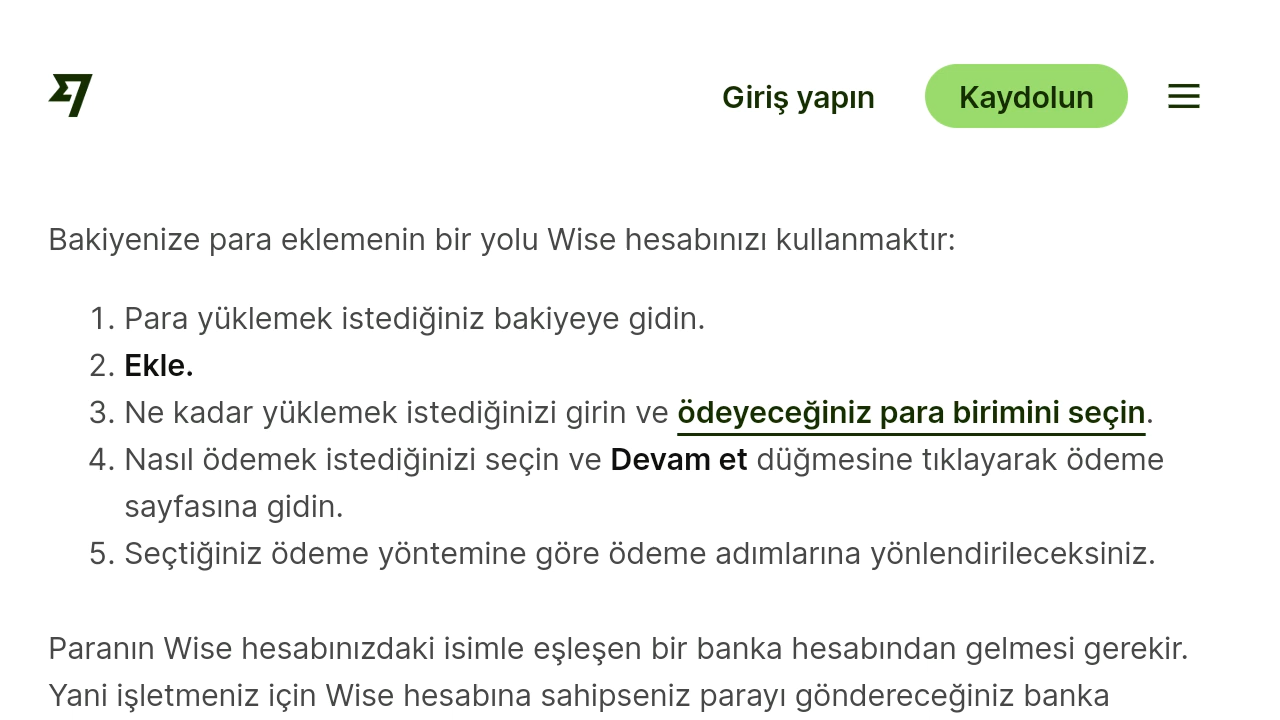 Giriş yapın
Kaydolun
Bakiyenize para eklemenin bir yolu Wise hesabınızı kullanmaktır:
1. Para yüklemek istediğiniz bakiyeye gidin.
2. Ekle.
3. Ne kadar yüklemek istediğinizi girin ve ödeyeceğiniz para birimini seçin.
4. Nasıl ödemek istediğinizi seçin ve Devam et düğmesine tıklayarak ödeme
sayfasına gidin.
5. Seçtiğiniz ödeme yöntemine göre ödeme adımlarına yönlendirileceksiniz.
Paranın Wise hesabınızdaki isimle eşleşen bir banka hesabından gelmesi gerekir.
Yani işletmeniz için Wise hesabına sahipseniz parayı göndereceğiniz banka